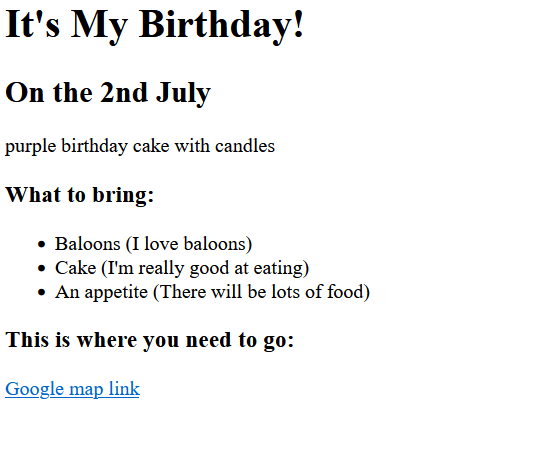 It's My Birthday!
On the 2nd July
purple birthday cake with candles
What to bring:
Baloons (I love baloons)
Cake (I'm really good at eating)
An appetite (There will be lots of food)
This is where you need to go:
Google map link